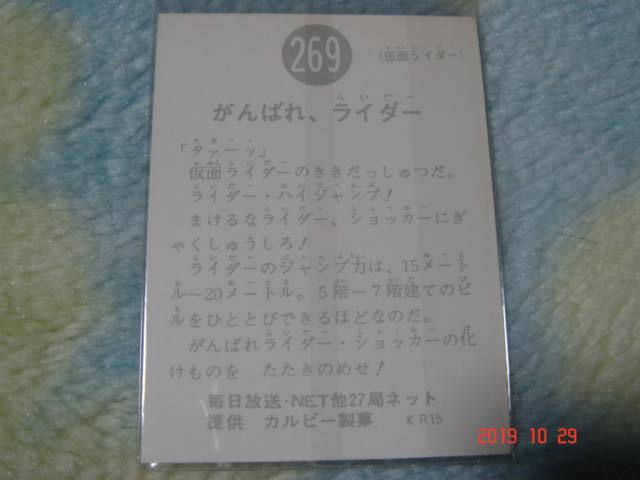 269
(仮面ライダー)
がんばれ、ライダー
「タァーッ」
仮面ライダーのききだっしゅつだ。
ライダー・ハイジャンプ!
まけるなライダー、ショッカーにぎ
ゃくしゅうしろ!
ライダーのジャンプ力は、15メート
ル〜20メートル。5階〜7階建てのビ
ルをひととびできるほどなのだ。
がんばれライダー・ショッカーの化
けものを たたきのめせ!
毎日放送・NET他27局ネット
提供 カルビー製菓 KR15
2019 10 29